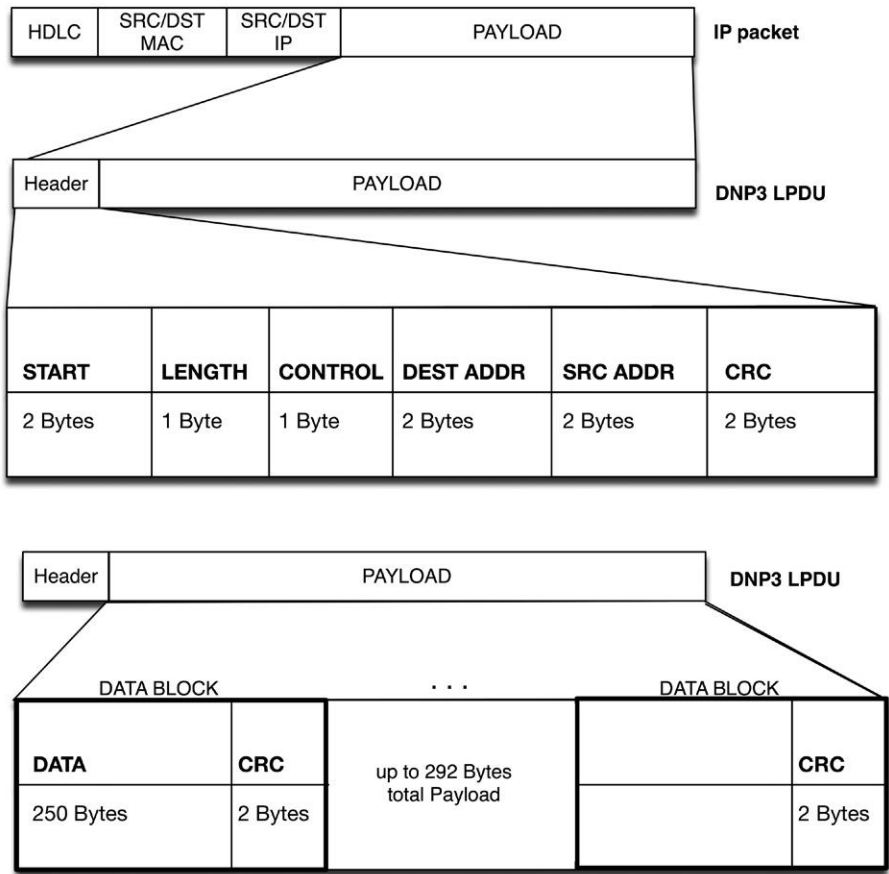 HDLC
SRC/DST
MAC
SRC/DST
IP
PAYLOAD
IP packet
Header
PAYLOAD
DNP3 LPDU
START
LENGTH
CONTROL
DEST ADDR
SRC ADDR
CRC
2 Bytes
1 Byte
1 Byte
2 Bytes
2 Bytes
2 Bytes
Header
PAYLOAD
DNP3 LPDU
DATA BLOCK
. . .
DATA BLOCK
DATA
CRC
up to 292 Bytes
total Payload
CRC
250 Bytes
2 Bytes
2 Bytes